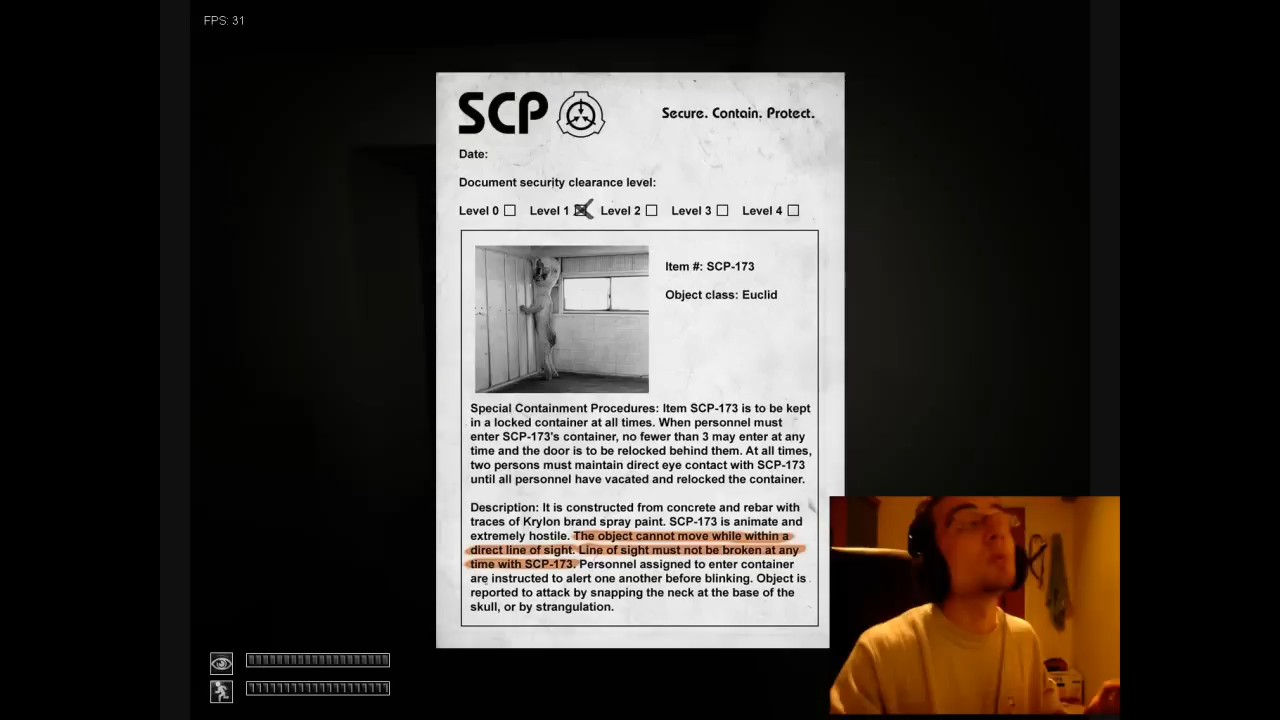 FPS: 31
SCP
Secure. Contain. Protect.
Date:
Document security clearance level:
Level 0 Level 1 Level 2 Level 3 Level 4
Item #: SCP-173
Object class: Euclid
Special Containment Procedures: Item SCP-173 is to be kept
in a locked container at all times. When personnel must
enter SCP-173's container, no fewer than 3 may enter at any
time and the door is to be relocked behind them. At all times,
two persons must maintain direct eye contact with SCP-173
until all personnel have vacated and relocked the container.
Description: It is constructed from concrete and rebar with
traces of Krylon brand spray paint. SCP-173 is animate and
extremely hostile. The object cannot move while within a
direct line of sight. Line of sight must not be broken at any
time with SCP-173. Personnel assigned to enter container
are instructed to alert one another before blinking. Object is
reported to attack by snapping the neck at the base of the
skull, or by strangulation.